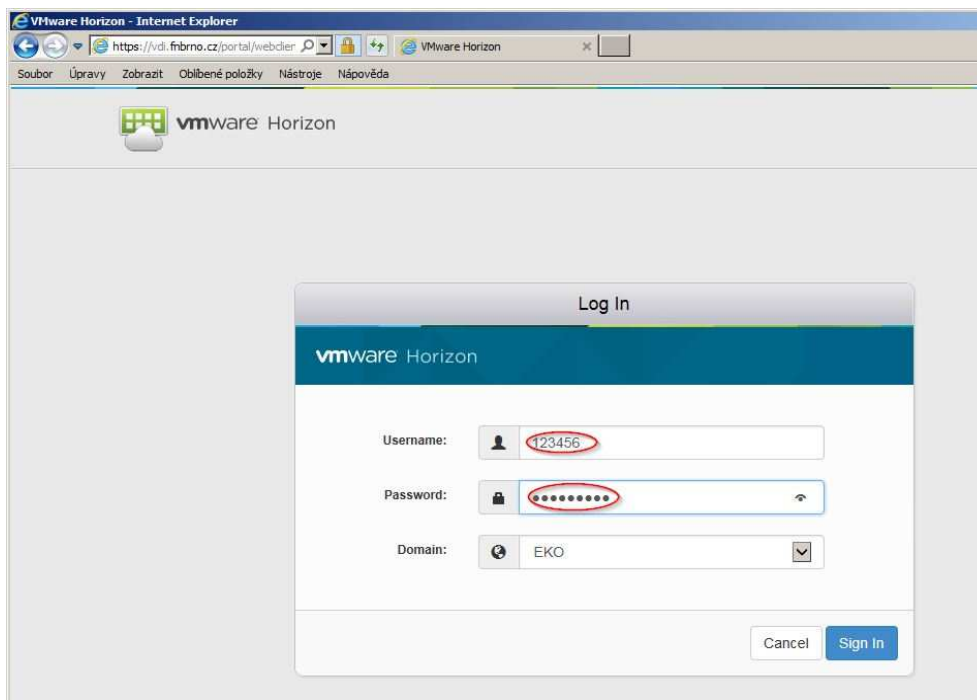 VMware Horizon - Internet Explorer
https://vdi.fnbrno.cz/portal/webclier
VMware Horizon
Soubor Úpravy Zobrazit Oblíbené položky Nástroje Nápověda
vmware Horizon
Log In
vmware Horizon
Username: 123456
Password: •••••••••
Domain: EKO
Cancel Sign In